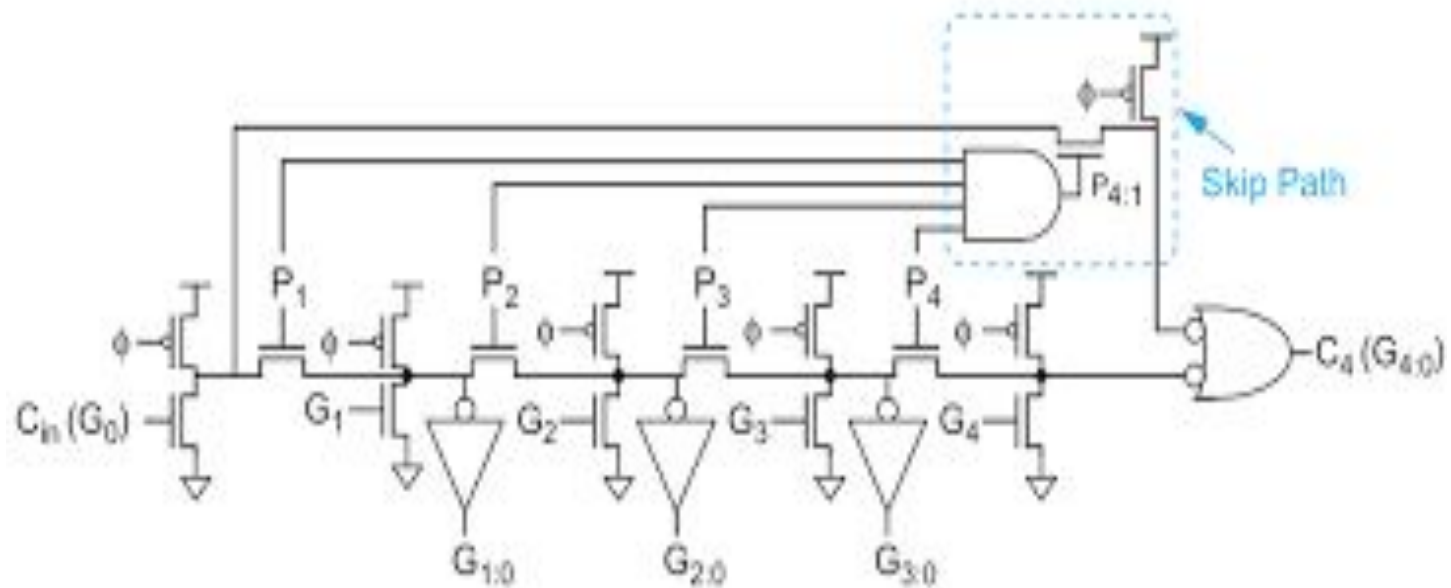 ϕ
Skip Path
P4:1
P1 P2 P3 P4
ϕ ϕ ϕ ϕ ϕ
C4 (G4:0)
Cin (G0) G1 G2 G3 G4
G1:0 G2:0 G3:0